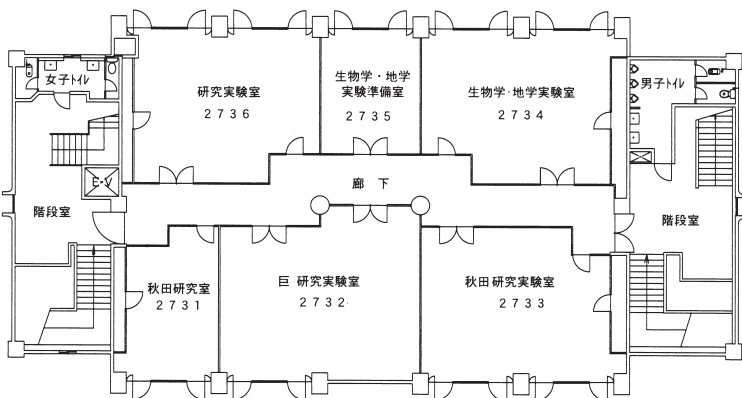 女子トイレ
研究実験室
2736
生物学・地学
実験準備室
2735
生物学・地学実験室
2734
男子トイレ
E・V
廊 下
階段室
階段室
秋田研究室
2731
巨 研究実験室
2732
秋田研究実験室
2733